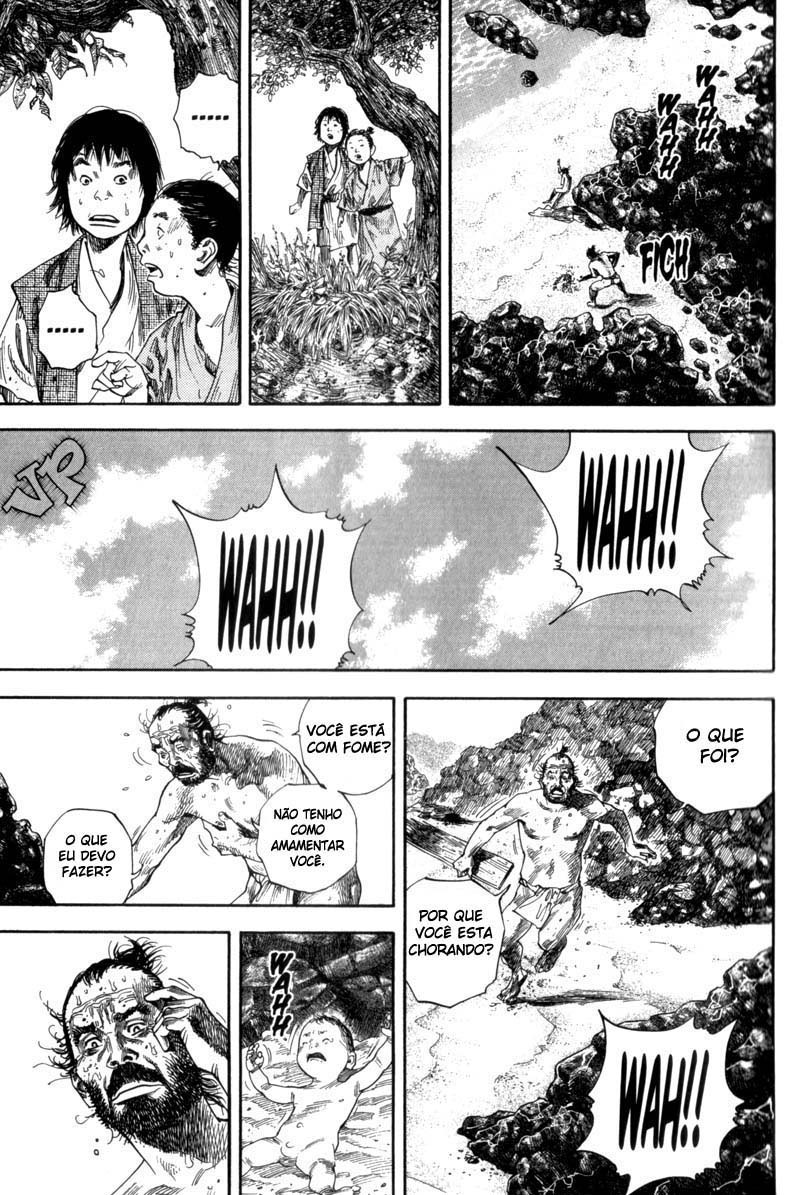 WAHH
WAHH
FICH
.....
.....
WAHH!!
WAHH!!
VP
O QUE
FOI?
POR QUE
VOCÊ ESTA
CHORANDO?
WAH!!
VOCÊ ESTÁ
COM FOME?
NÃO TENHO
COMO
AMAMENTAR
VOCÊ.
O QUE
EU DEVO
FAZER?
WAHH